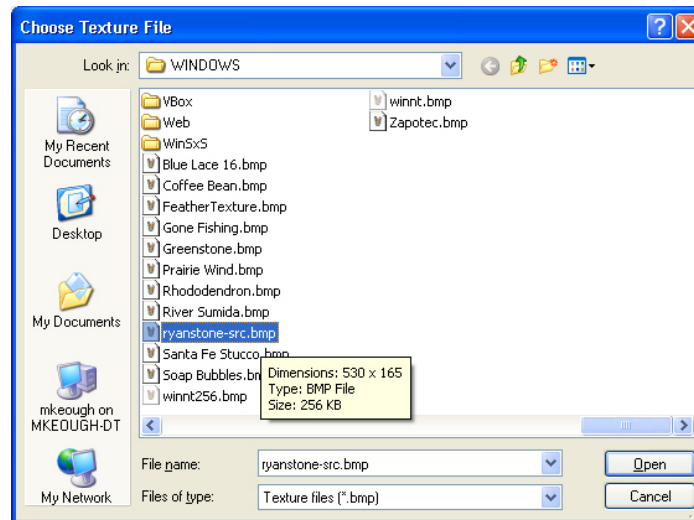 Choose Texture File
Look in:
WINDOWS
My Recent
Documents
Desktop
My Documents
mkeough on
MKEOUGH-DT
My Network
VBox
Web
WinSxS
Blue Lace 16.bmp
Coffee Bean.bmp
FeatherTexture.bmp
Gone Fishing.bmp
Greenstone.bmp
Prairie Wind.bmp
Rhododendron.bmp
River Sumida.bmp
ryanstone-src.bmp
Santa Fe Stucco.bmp
Soap Bubbles.bm
winnt256.bmp
winnt.bmp
Zapotec.bmp
Dimensions: 530 x 165
Type: BMP File
Size: 256 KB
File name:
ryanstone-src.bmp
Open
Files of type:
Texture files (*.bmp)
Cancel